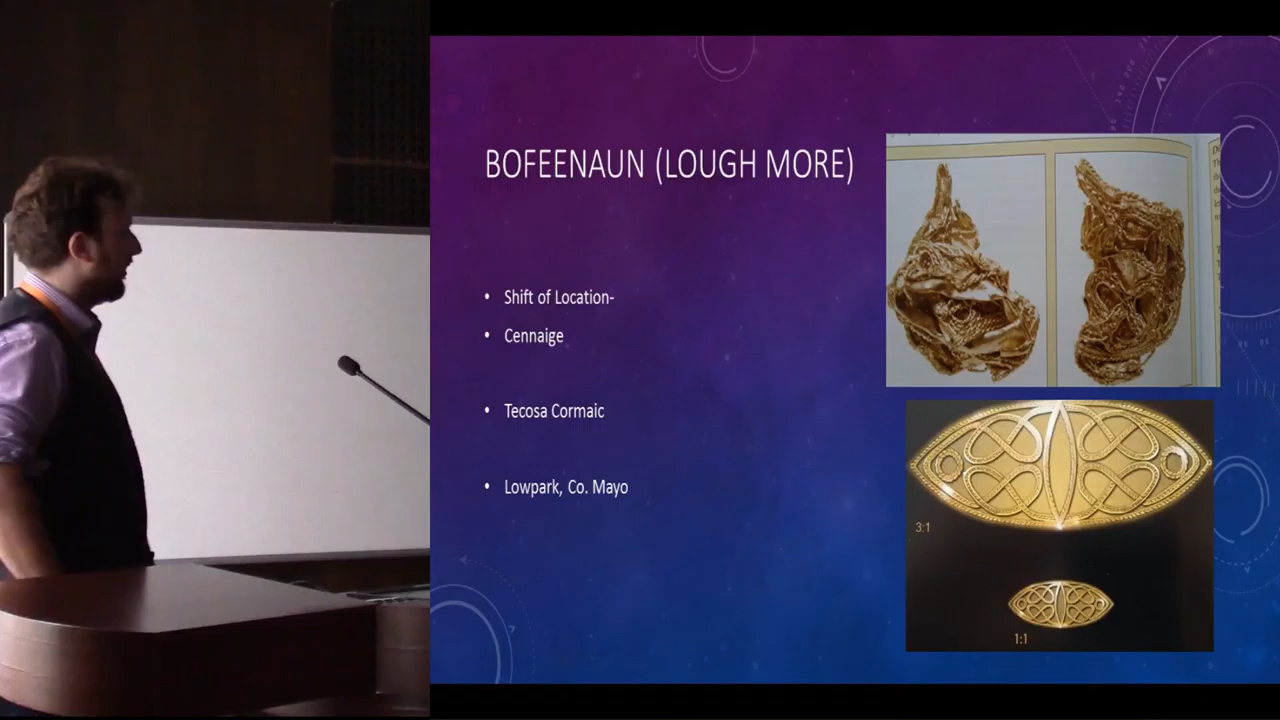 BOFEENAUN (LOUGH MORE)
Shift of Location-
Cennaige
Tecosa Cormaic
Lowpark, Co. Mayo
3:1
1:1